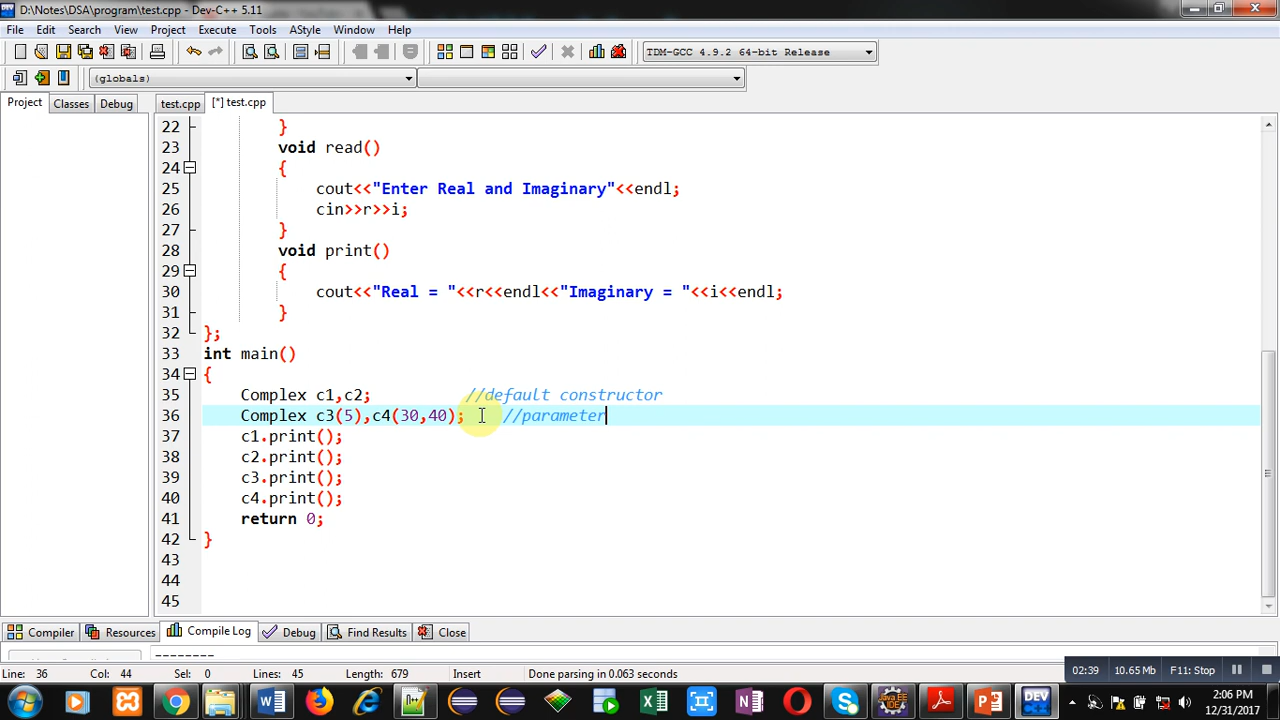 D:\Notes\DSA\program\test.cpp - Dev-C++ 5.11
File Edit Search View Project Execute Tools AStyle Window Help
TDM-GCC 4.9.2 64-bit Release
(globals)
Project Classes Debug test.cpp [*] test.cpp
22 }
23 void read()
24 {
25 cout<<"Enter Real and Imaginary"<<endl;
26 cin>>r>>i;
27 }
28 void print()
29 {
30 cout<<"Real = "<<r<<endl<<"Imaginary = "<<i<<endl;
31 }
32 };
33 int main()
34 {
35 Complex c1,c2; //default constructor
36 Complex c3(5),c4(30,40); //parameter
37 c1.print();
38 c2.print();
39 c3.print();
40 c4.print();
41 return 0;
42 }
43
44
45
Compiler Resources Compile Log Debug Find Results Close
--------
Line: 36 Col: 44 Sel: 0 Lines: 45 Length: 679 Insert Done parsing in 0.063 seconds
02:39 10.65 Mb F11: Stop
2:06 PM
12/31/2017